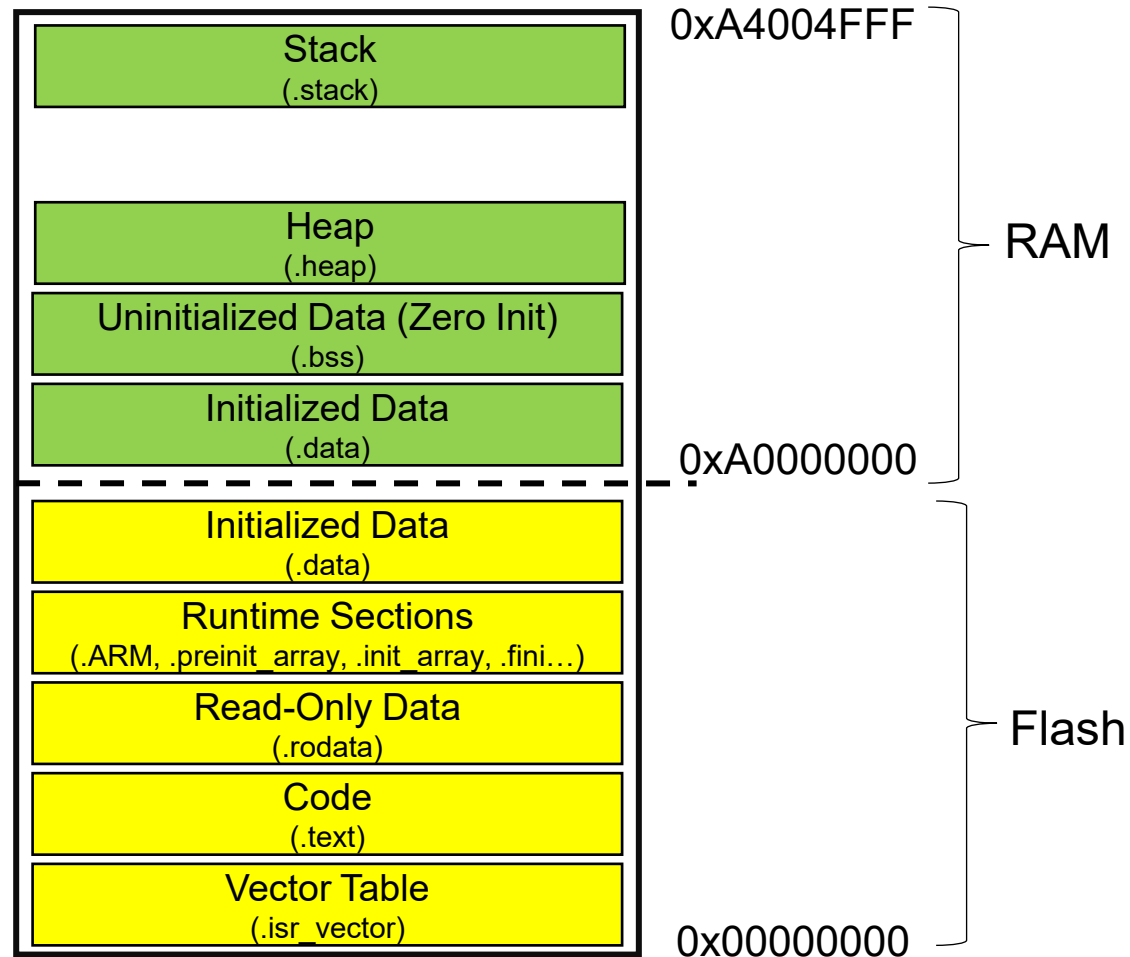 0xA4004FFF
Stack
(.stack)
Heap
(.heap)
RAM
Uninitialized Data (Zero Init)
(.bss)
Initialized Data
(.data)
0xA0000000
Initialized Data
(.data)
Runtime Sections
(.ARM, .preinit_array, .init_array, .fini…)
Read-Only Data
(.rodata)
Flash
Code
(.text)
Vector Table
(.isr_vector)
0x00000000